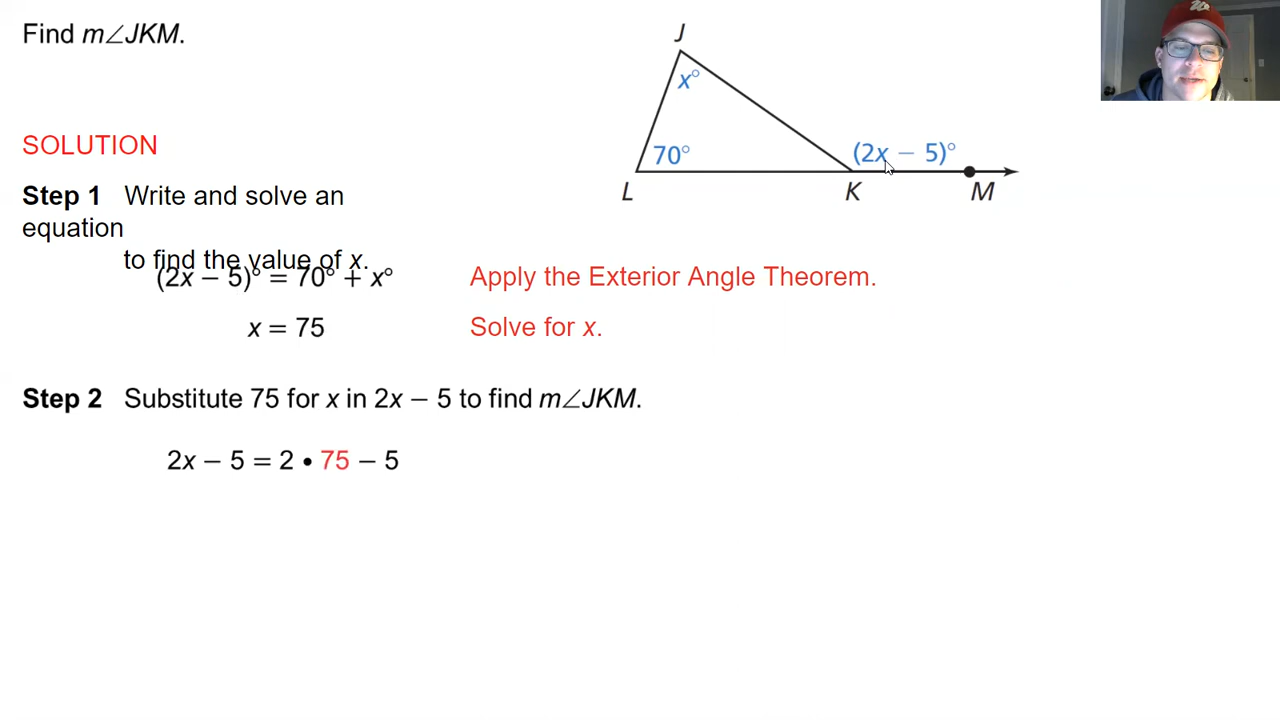 Find m∠JKM.
SOLUTION
Step 1 Write and solve an
equation
to find the value of x.
(2x − 5)° = 70° + x° Apply the Exterior Angle Theorem.
x = 75 Solve for x.
Step 2 Substitute 75 for x in 2x − 5 to find m∠JKM.
2x − 5 = 2 • 75 − 5
J
x°
70°
(2x − 5)°
L
K
M